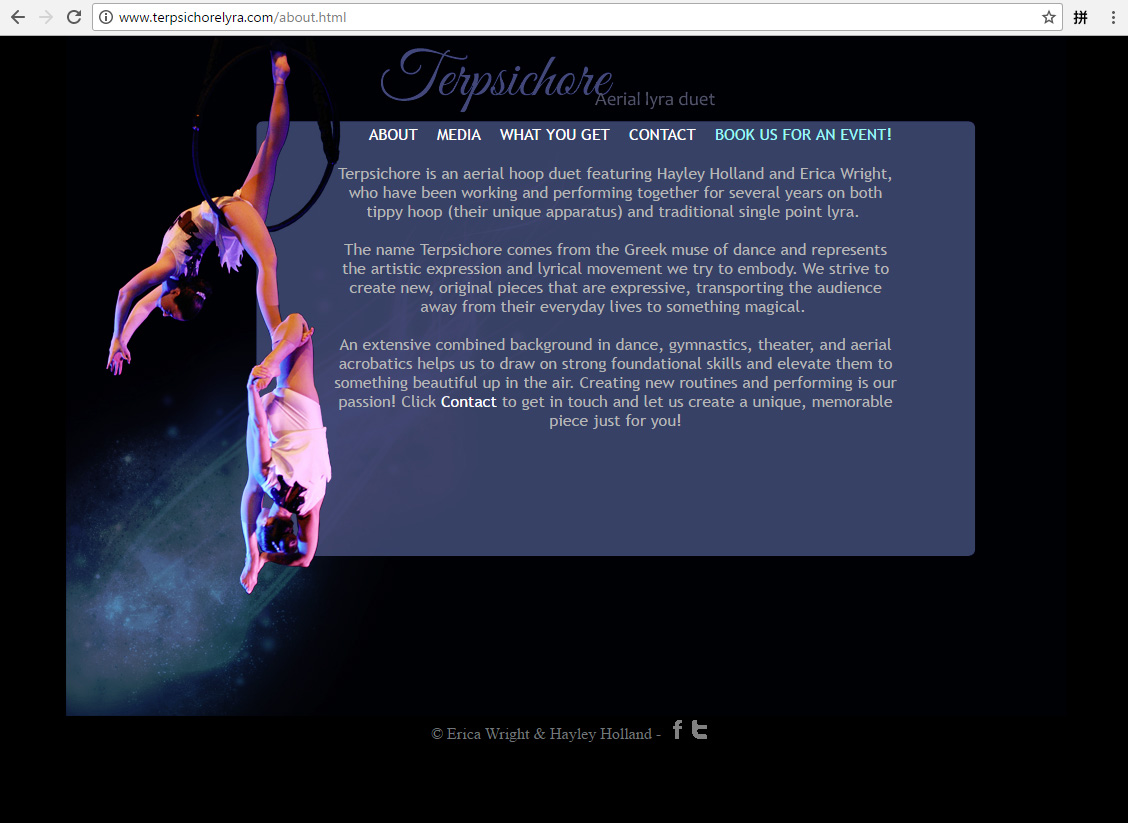 www.terpsichorelyra.com/about.html
拼
Terpsichore
Aerial lyra duet
ABOUT MEDIA WHAT YOU GET CONTACT BOOK US FOR AN EVENT!
Terpsichore is an aerial hoop duet featuring Hayley Holland and Erica Wright,
who have been working and performing together for several years on both
tippy hoop (their unique apparatus) and traditional single point lyra.
The name Terpsichore comes from the Greek muse of dance and represents
the artistic expression and lyrical movement we try to embody. We strive to
create new, original pieces that are expressive, transporting the audience
away from their everyday lives to something magical.
An extensive combined background in dance, gymnastics, theater, and aerial
acrobatics helps us to draw on strong foundational skills and elevate them to
something beautiful up in the air. Creating new routines and performing is our
passion! Click Contact to get in touch and let us create a unique, memorable
piece just for you!
© Erica Wright & Hayley Holland - f t